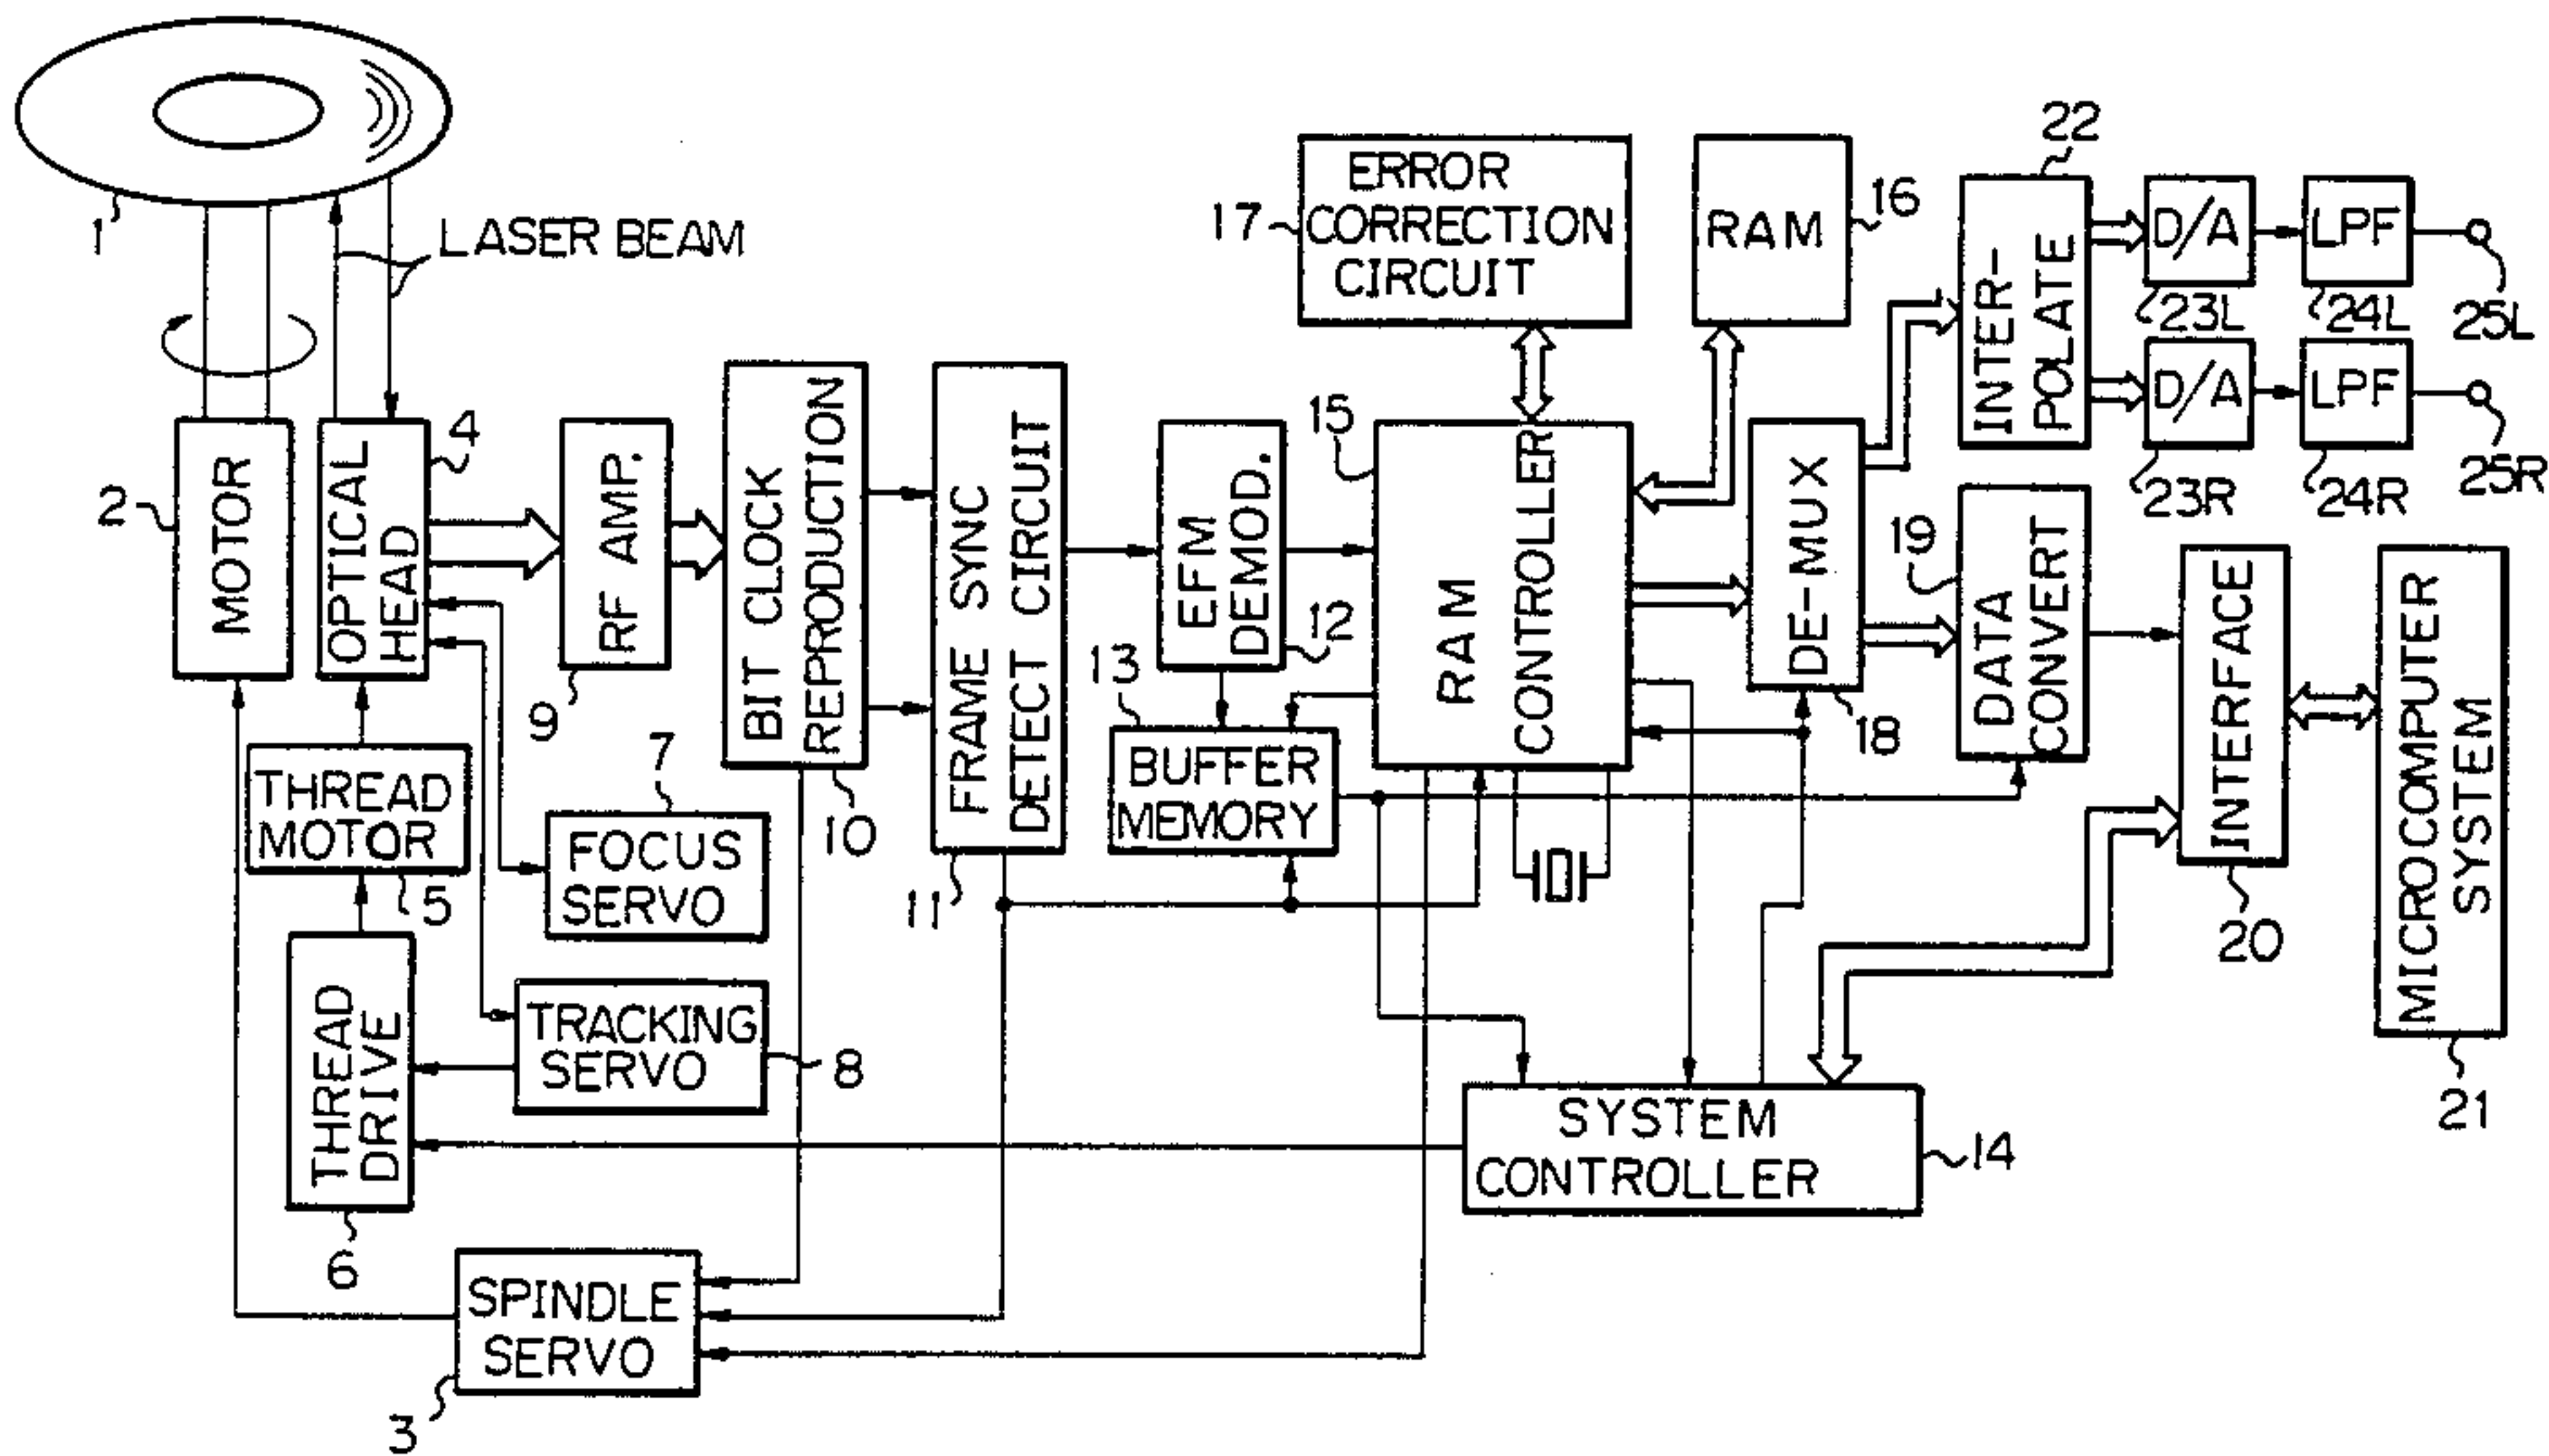 1
LASER BEAM
2
MOTOR
OPTICAL
HEAD
4
THREAD
MOTOR
5
THREAD
DRIVE
6
FOCUS
SERVO
7
TRACKING
SERVO
8
SPINDLE
SERVO
3
RF AMP.
9
BIT CLOCK
REPRODUCTION
10
FRAME SYNC
DETECT CIRCUIT
11
EFM
DEMOD.
12
13
BUFFER
MEMORY
17
ERROR
CORRECTION
CIRCUIT
RAM
16
15
RAM
CONTROLLER
DE-MUX
18
SYSTEM
CONTROLLER
14
22
INTER-
POLATE
D/A
23L
LPF
24L
25L
D/A
23R
LPF
24R
25R
19
DATA
CONVERT
INTERFACE
20
MICROCOMPUTER
SYSTEM
21